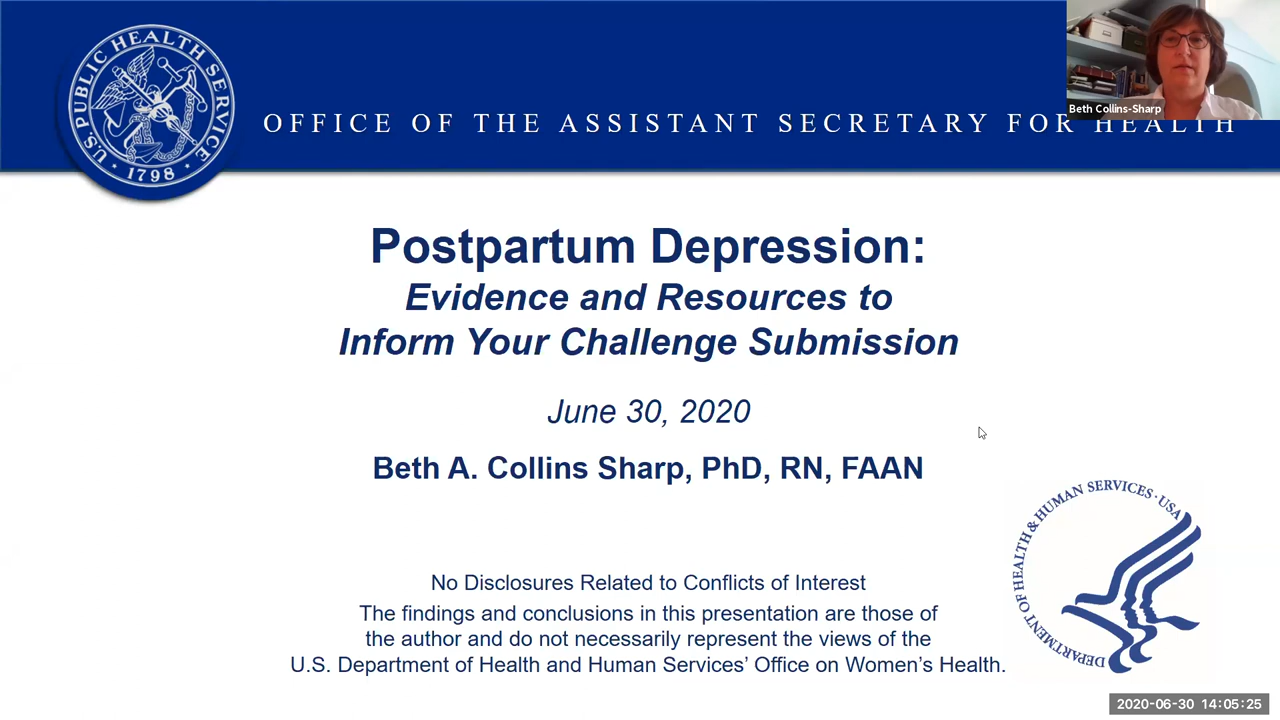 U.S. PUBLIC HEALTH SERVICE
1798
OFFICE OF THE ASSISTANT SECRETARY FOR HEALTH
Beth Collins-Sharp
Postpartum Depression:
Evidence and Resources to
Inform Your Challenge Submission
June 30, 2020
Beth A. Collins Sharp, PhD, RN, FAAN
DEPARTMENT OF HEALTH & HUMAN SERVICES · USA
No Disclosures Related to Conflicts of Interest
The findings and conclusions in this presentation are those of
the author and do not necessarily represent the views of the
U.S. Department of Health and Human Services’ Office on Women’s Health.
2020-06-30 14:05:25